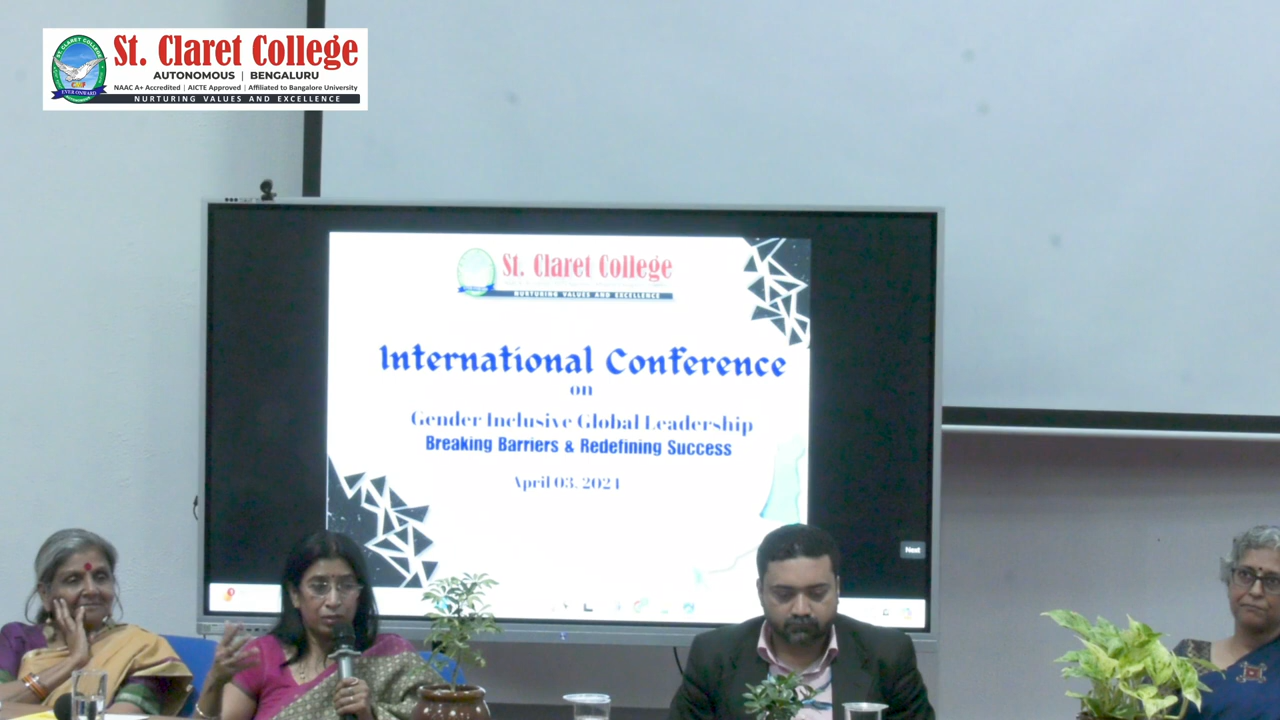 St. Claret College
AUTONOMOUS | BENGALURU
NAAC A+ Accredited | AICTE Approved | Affiliated to Bangalore University
NURTURING VALUES AND EXCELLENCE
EVER ONWARD
St. Claret College
NURTURING VALUES AND EXCELLENCE
International Conference
on
Gender Inclusive Global Leadership
Breaking Barriers & Redefining Success
April 03, 2024
Next